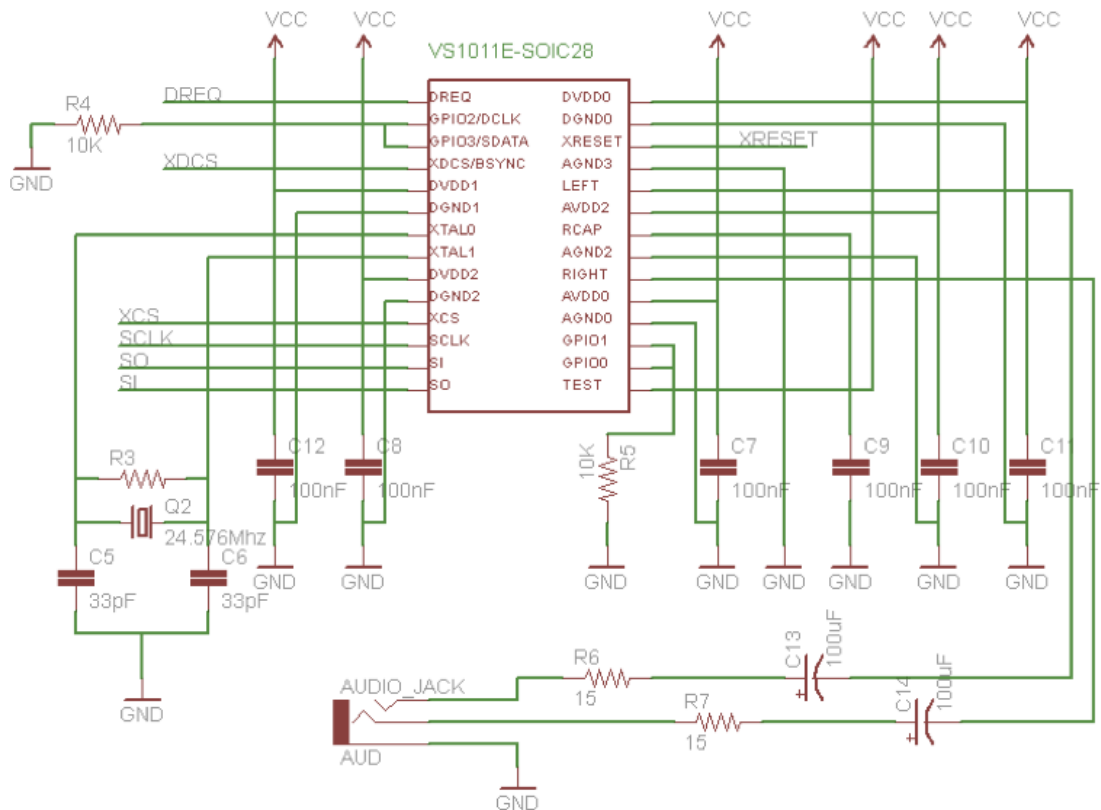 VCC VCC VCC VCC VCC VCC
VS1011E-SOIC28
DREQ DREQ DVDD0
R4 GPIO2/DCLK DGND0
10K GPIO3/SDATA XRESET XRESET
XDCS XDCS/BSYNC AGND3
GND DVDD1 LEFT
DGND1 AVDD2
XTAL0 RCAP
XTAL1 AGND2
DVDD2 RIGHT
DGND2 AVDD0
XCS XCS AGND0
SCLK SCLK GPIO1
SO SI GPIO0
SI SO TEST
R3 C12 C8 10K R5 C7 C9 C10 C11
100nF 100nF 100nF 100nF 100nF 100nF
Q2
24.576Mhz
C5 C6
33pF 33pF
GND GND GND GND GND GND GND GND
GND
C13 100uF
R6
15
C14 100uF
R7
15
AUDIO_JACK
AUD
GND